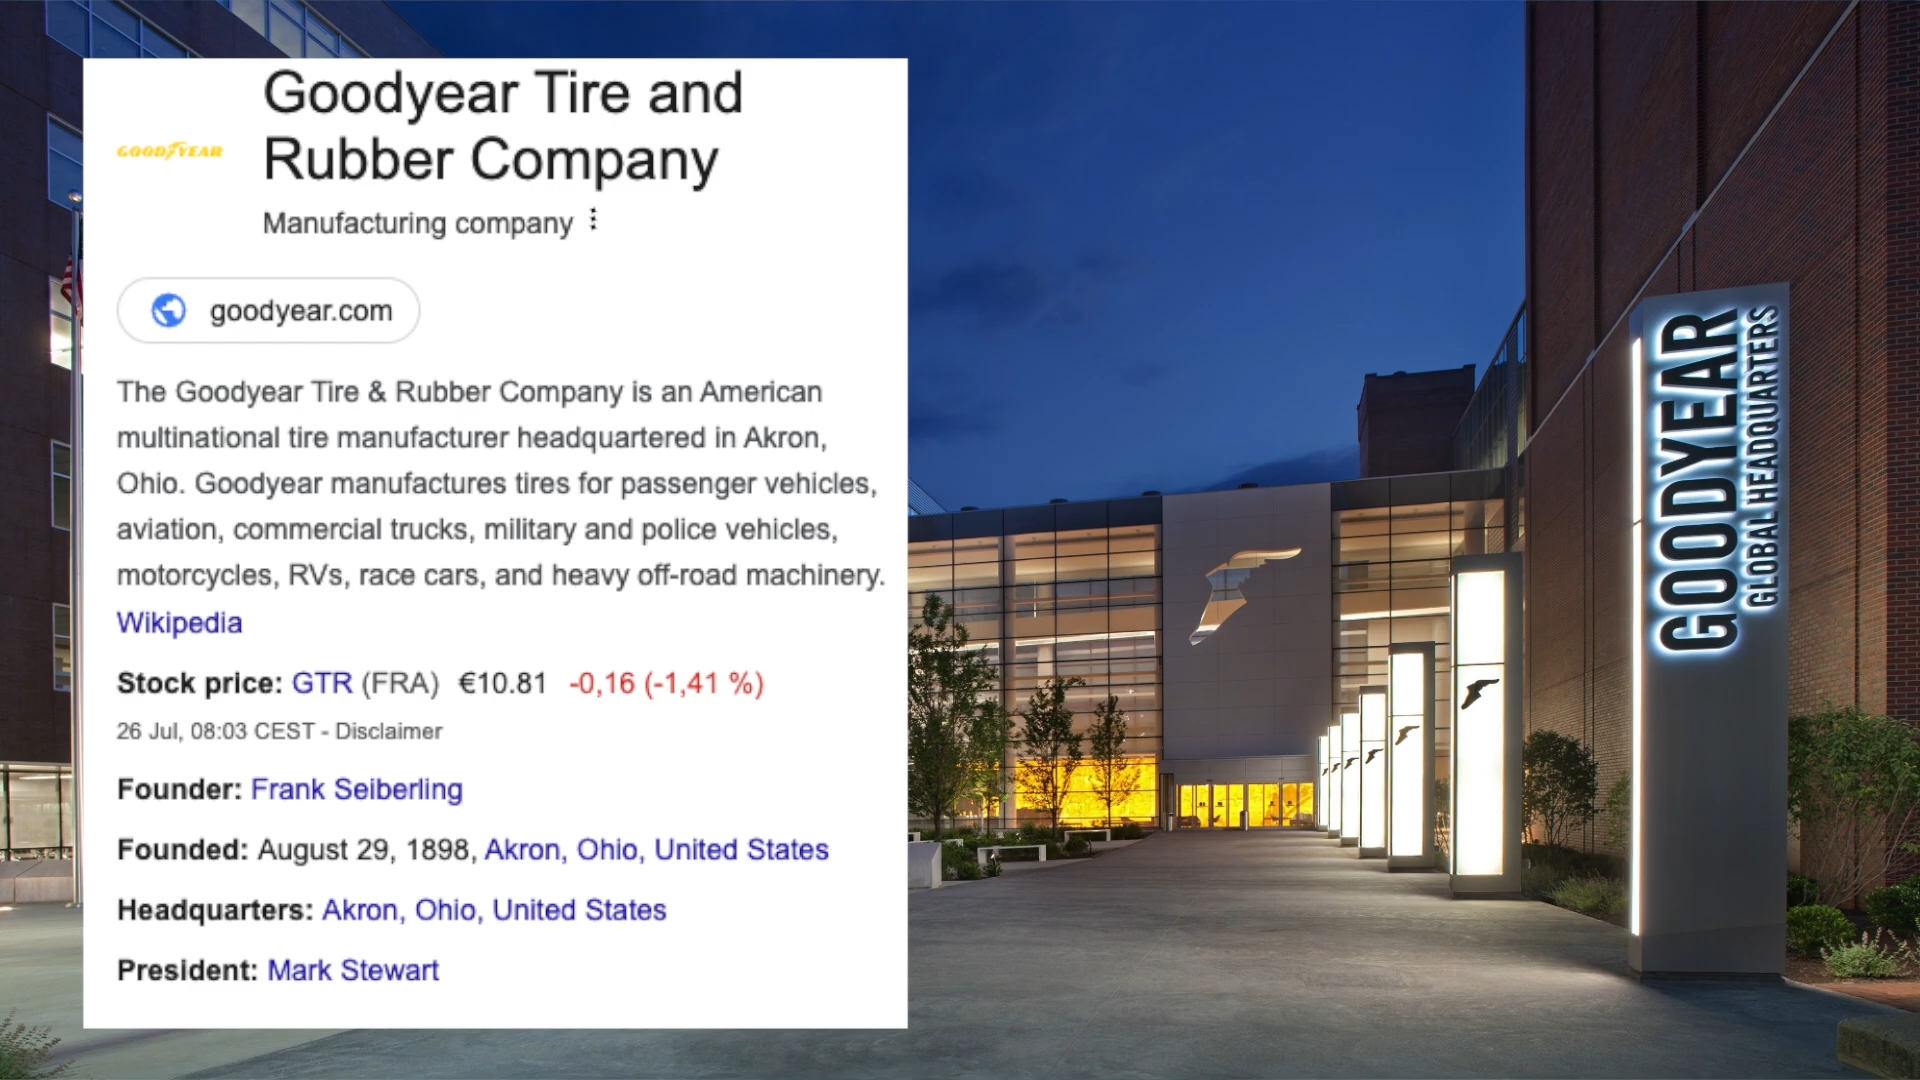 Goodyear Tire and
Rubber Company
GOODYEAR
Manufacturing company
goodyear.com
The Goodyear Tire & Rubber Company is an American
multinational tire manufacturer headquartered in Akron,
Ohio. Goodyear manufactures tires for passenger vehicles,
aviation, commercial trucks, military and police vehicles,
motorcycles, RVs, race cars, and heavy off-road machinery.
Wikipedia
Stock price: GTR (FRA) €10.81 -0,16 (-1,41 %)
26 Jul, 08:03 CEST - Disclaimer
Founder: Frank Seiberling
Founded: August 29, 1898, Akron, Ohio, United States
Headquarters: Akron, Ohio, United States
President: Mark Stewart
GOODYEAR
GLOBAL HEADQUARTERS